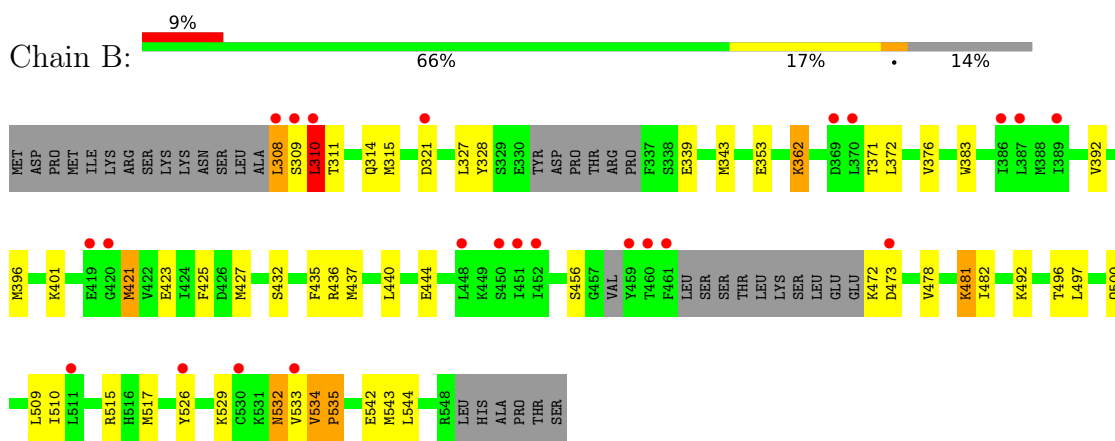 9%
Chain B:
66% 17% • 14%
MET ASP PRO MET ILE LYS ARG SER LYS LYS ASN SER LEU ALA L308 S309 L310 T311 Q314 M315 D321 L327 Y328 S329 E330 TYR ASP PRO THR ARG PRO F337 S338 E339 M343 E353 K362 D369 L370 T371 L372 V376 W383 I386 L387 M388 I389 V392
M396 K401 E419 G420 M421 V422 E423 I424 F425 D426 M427 S432 F435 R436 M437 L440 E444 L448 K449 S450 I451 I452 S456 G457 VAL Y459 T460 F461 LEU SER SER THR LEU LYS SER LEU GLU GLU K472 D473 V478 K481 I482 K492 T496 L497
L509 I510 L511 R515 H516 M517 Y526 K529 C530 K531 N532 V533 V534 P535 E542 M543 L544 R548 LEU HIS ALA PRO THR SER